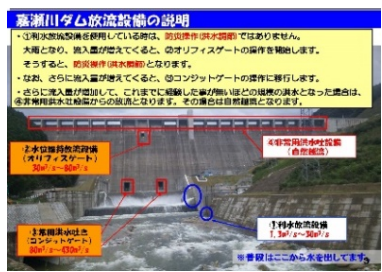 嘉瀬川ダム放流設備の説明
・①利水放流設備を使用している時は、防災操作(洪水調節)ではありません。
大雨となり、流入量が増えてくると、②オリフィスゲートの操作を開始します。
そうすると、防災操作(洪水調節)となります。
・なお、さらに流入量が増えてくると、③コンジットゲートの操作に移行します。
・さらに流入量が増加して、これまでに経験した事が無いほどの規模の洪水となった場合は、
④非常用洪水吐設備からの放流となります。その場合は自然越流となります。
②水位維持放流設備
(オリフィスゲート)
30m³/s~80m³/s
④非常用洪水吐設備
(自然越流)
③常用洪水吐き
(コンジットゲート)
80m³/s~430m³/s
①利水放流設備
1.3m³/s~30m³/s
※普段はここから水を出してます。